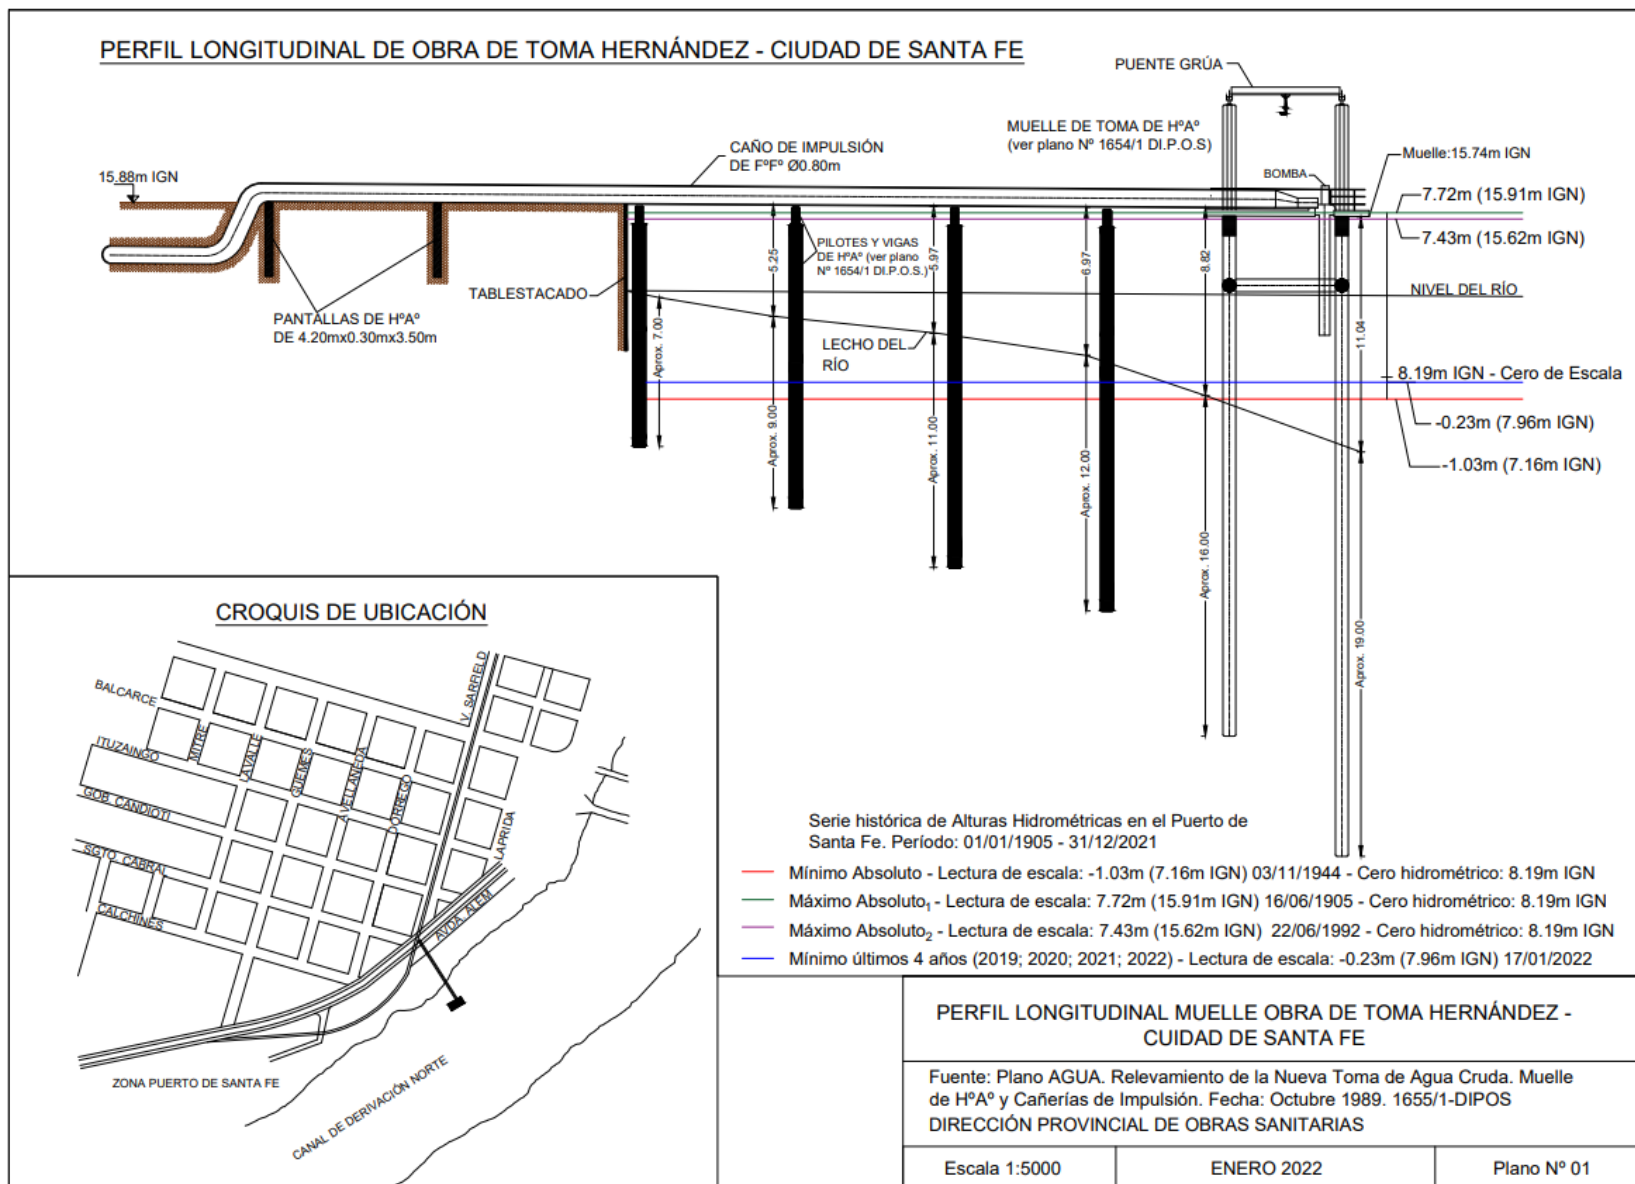 PERFIL LONGITUDINAL DE OBRA DE TOMA HERNÁNDEZ - CIUDAD DE SANTA FE
PUENTE GRÚA
MUELLE DE TOMA DE HºAº
(ver plano Nº 1654/1 DI.P.O.S)
CAÑO DE IMPULSIÓN
DE FºFº Ø0.80m
Muelle:15.74m IGN
15.88m IGN
BOMBA
7.72m (15.91m IGN)
7.43m (15.62m IGN)
PILOTES Y VIGAS
DE HºAº (ver plano
Nº 1654/1 DI.P.O.S.)
5.25
5.97
6.97
8.82
11.04
TABLESTACADO
NIVEL DEL RÍO
PANTALLAS DE HºAº
DE 4.20mx0.30mx3.50m
LECHO DEL
RÍO
8.19m IGN - Cero de Escala
-0.23m (7.96m IGN)
-1.03m (7.16m IGN)
Aprox. 7.00
Aprox. 9.00
Aprox. 11.00
Aprox. 12.00
Aprox. 16.00
Aprox. 19.00
CROQUIS DE UBICACIÓN
BALCARCE
ITUZAINGO
GOB. CANDIOTI
SGTO. CABRAL
CALCHINES
MITRE
LAVALLE
GÜEMES
AVELLANEDA
DORREGO
V. SARFIELD
LAPRIDA
AVDA. ALEM
ZONA PUERTO DE SANTA FE
CANAL DE DERIVACIÓN NORTE
Serie histórica de Alturas Hidrométricas en el Puerto de
Santa Fe. Período: 01/01/1905 - 31/12/2021
Mínimo Absoluto - Lectura de escala: -1.03m (7.16m IGN) 03/11/1944 - Cero hidrométrico: 8.19m IGN
Máximo Absoluto1 - Lectura de escala: 7.72m (15.91m IGN) 16/06/1905 - Cero hidrométrico: 8.19m IGN
Máximo Absoluto2 - Lectura de escala: 7.43m (15.62m IGN) 22/06/1992 - Cero hidrométrico: 8.19m IGN
Mínimo últimos 4 años (2019; 2020; 2021; 2022) - Lectura de escala: -0.23m (7.96m IGN) 17/01/2022
PERFIL LONGITUDINAL MUELLE OBRA DE TOMA HERNÁNDEZ -
CUIDAD DE SANTA FE
Fuente: Plano AGUA. Relevamiento de la Nueva Toma de Agua Cruda. Muelle
de HºAº y Cañerías de Impulsión. Fecha: Octubre 1989. 1655/1-DIPOS
DIRECCIÓN PROVINCIAL DE OBRAS SANITARIAS
Escala 1:5000
ENERO 2022
Plano Nº 01